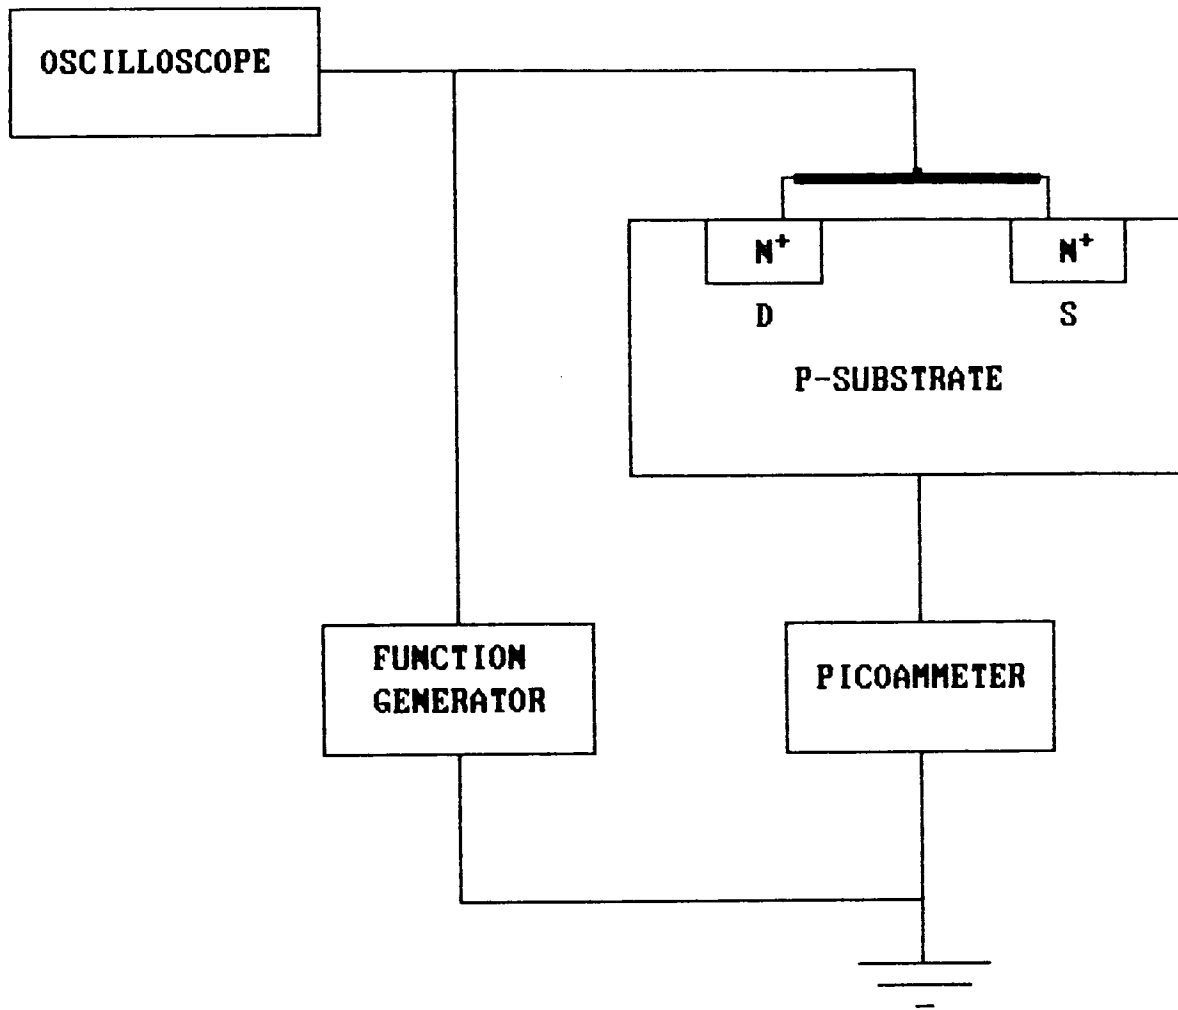 OSCILLOSCOPE
N+ N+
D S
P-SUBSTRATE
FUNCTION
GENERATOR
PICOAMMETER